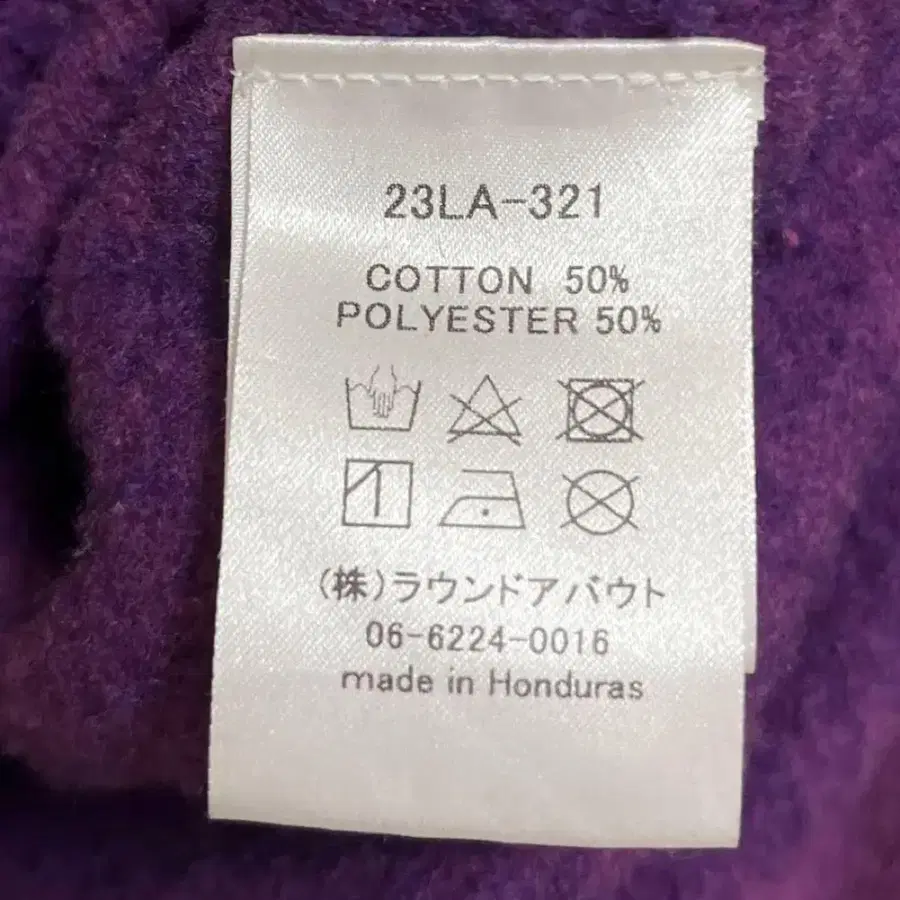 23LA-321
COTTON 50%
POLYESTER 50%
(株)ラウンドアバウト
06-6224-0016
made in Honduras